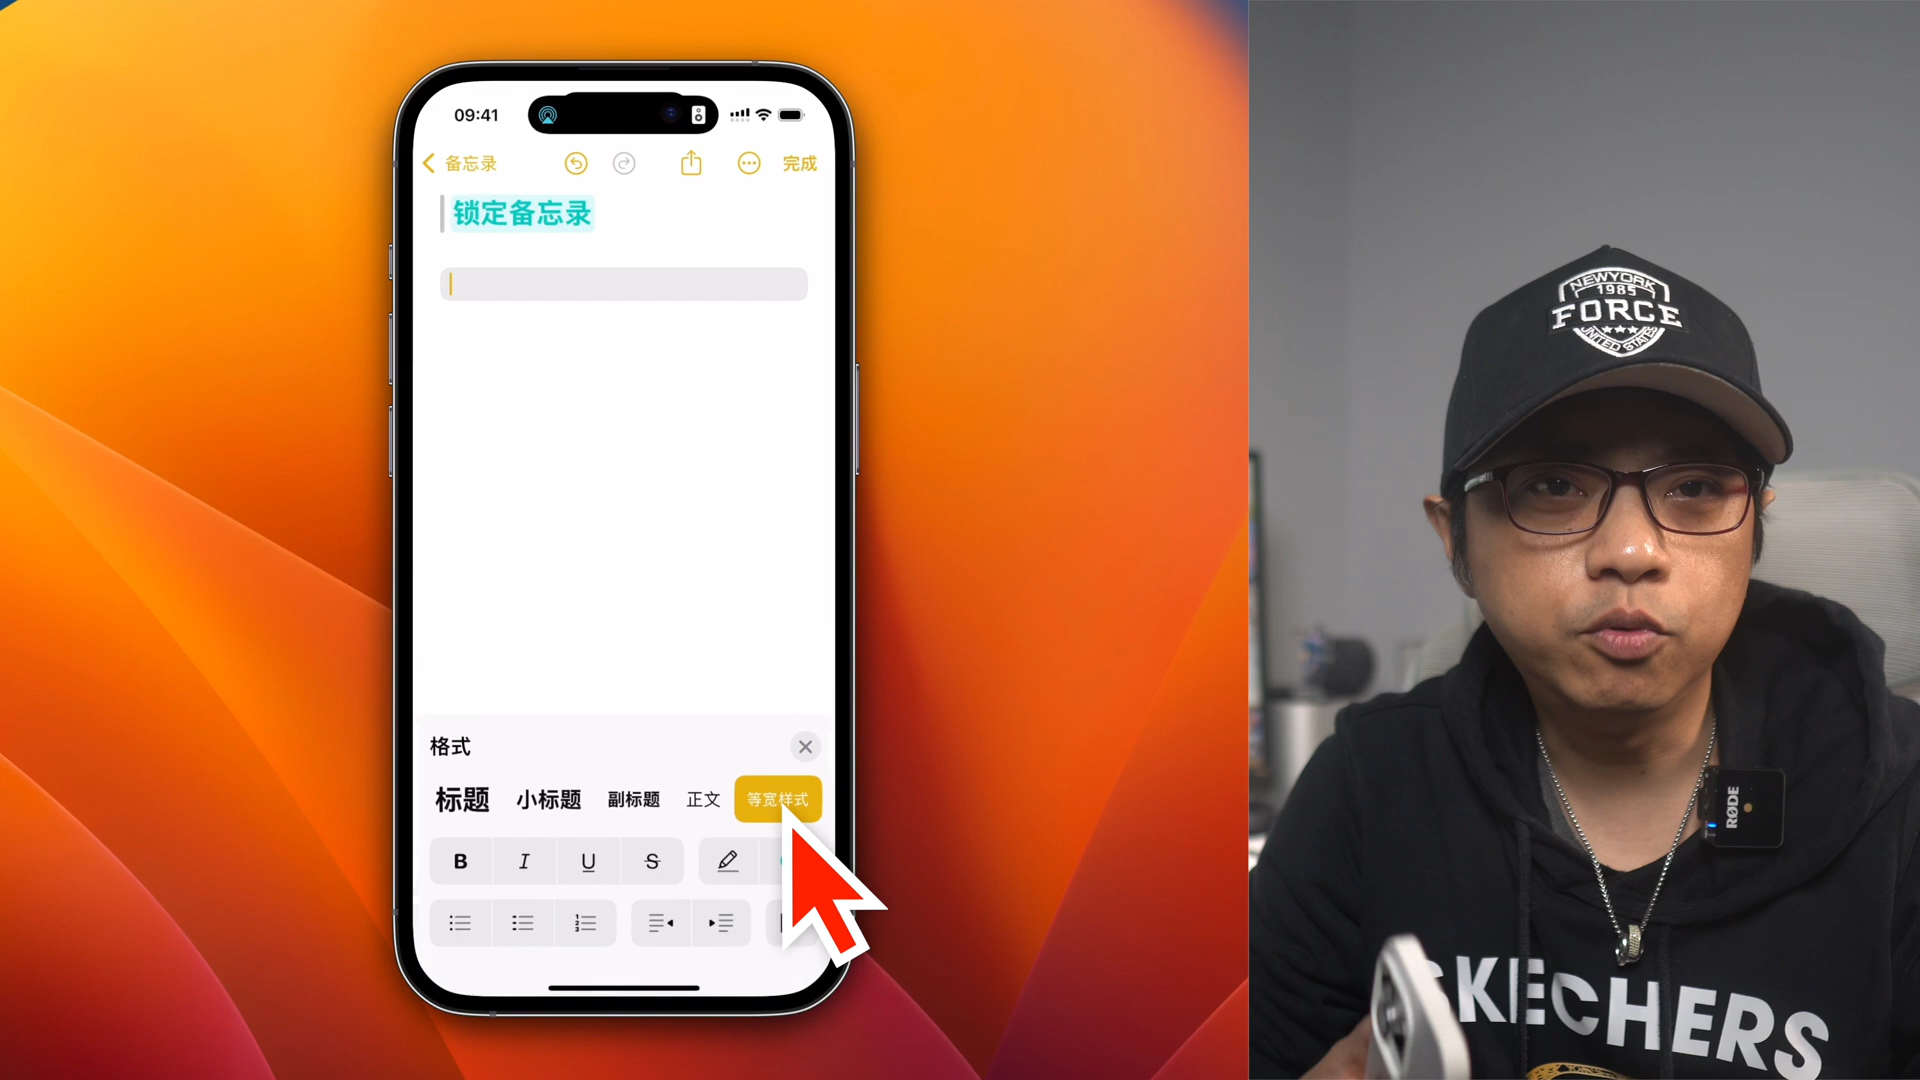 09:41
备忘录
完成
锁定备忘录
格式
标题 小标题 副标题 正文 等宽样式
B I U S
NEWYORK
1985
FORCE
UNITED STATES
RØDE
SKECHERS